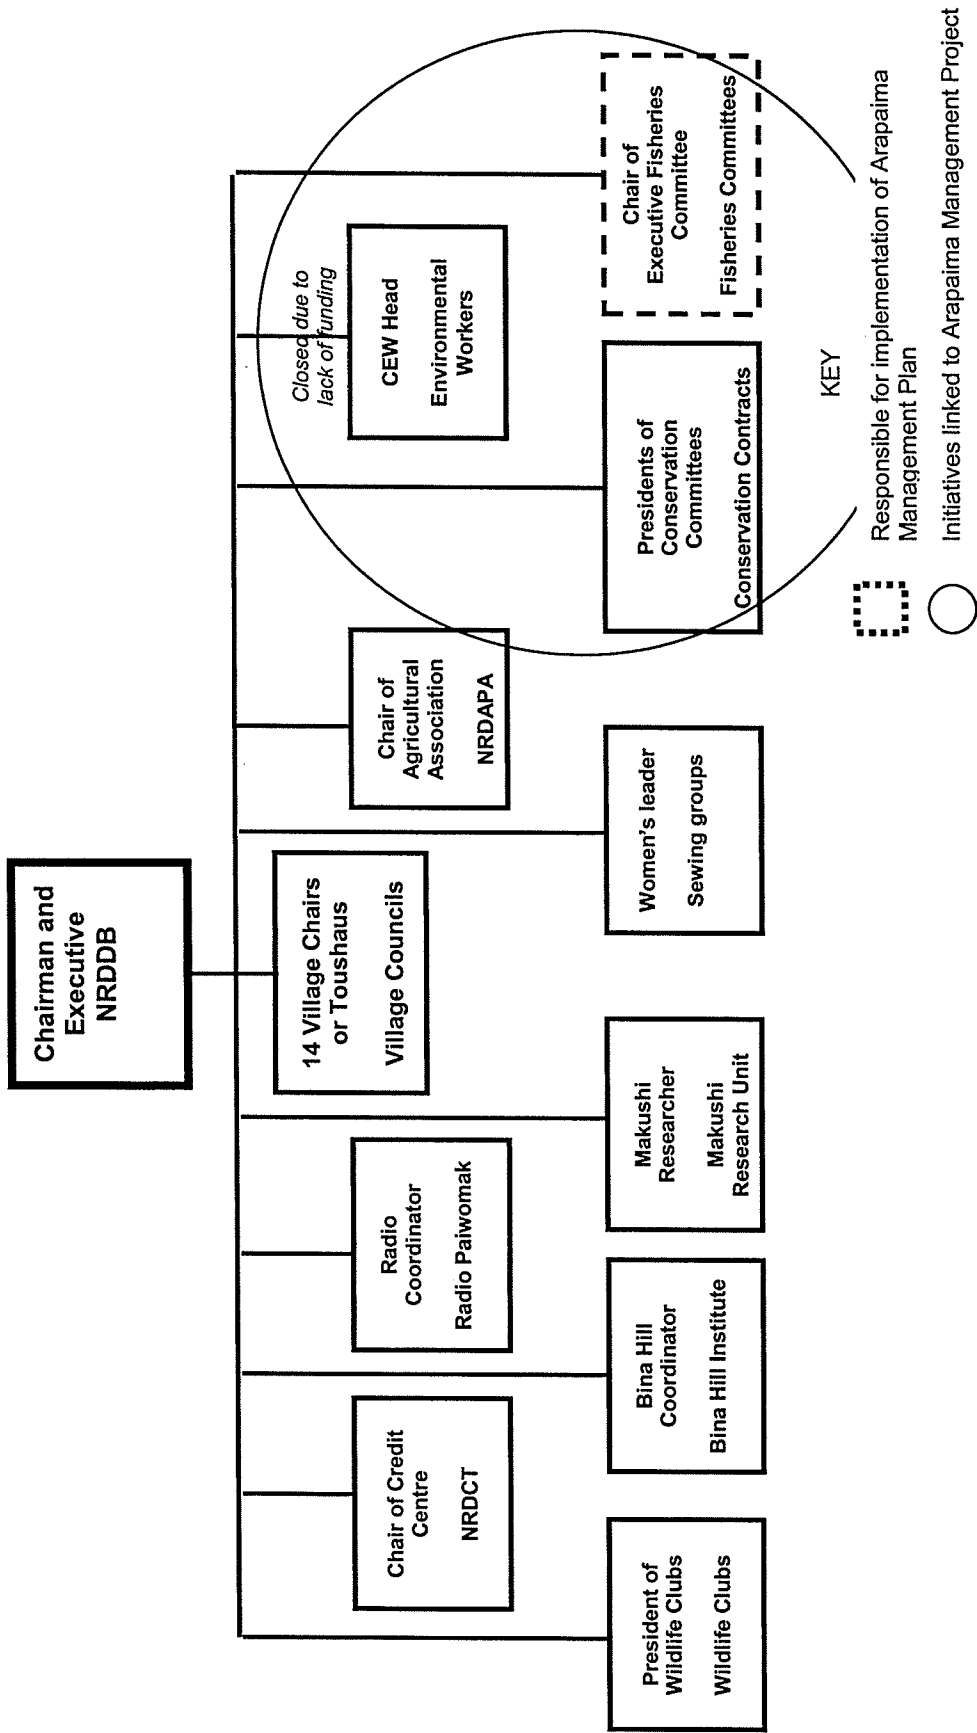 Chairman and
Executive
NRDDB
14 Village Chairs
or Toushaus
Village Councils
Chair of Credit
Centre
NRDCT
Radio
Coordinator
Radio Paiwomak
Chair of
Agricultural
Association
NRDAPA
Closed due to
lack of funding
CEW Head
Environmental
Workers
President of
Wildlife Clubs
Wildlife Clubs
Bina Hill
Coordinator
Bina Hill Institute
Makushi
Researcher
Makushi
Research Unit
Women's leader
Sewing groups
Presidents of
Conservation
Committees
Conservation Contracts
Chair of
Executive Fisheries
Committee
Fisheries Committees
KEY
Responsible for implementation of Arapaima
Management Plan
Initiatives linked to Arapaima Management Project